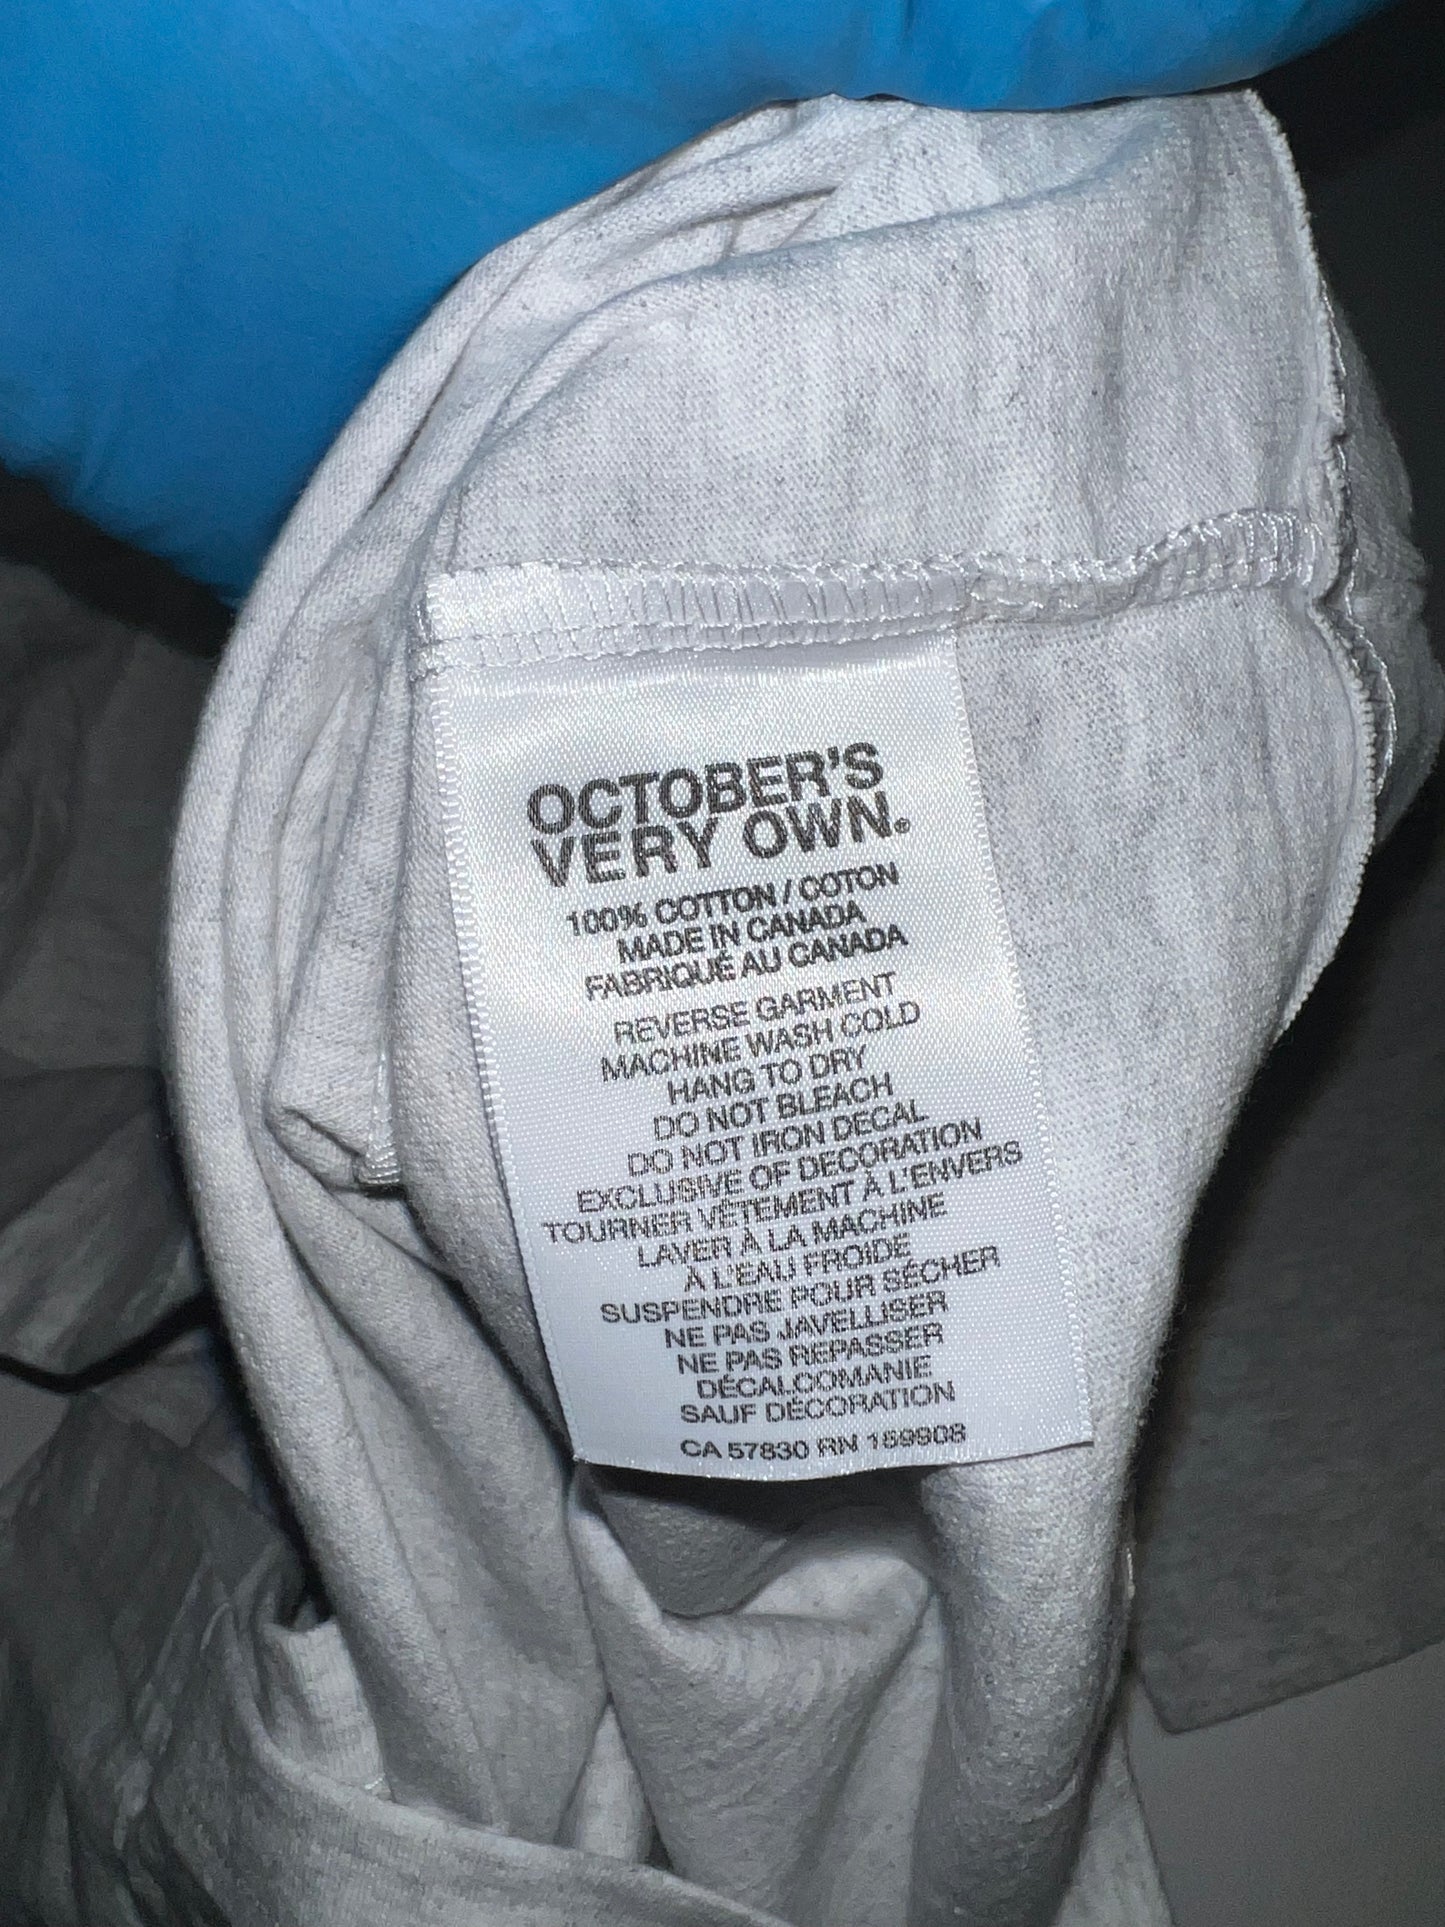 OCTOBER'S
VERY OWN®
100% COTTON / COTON
MADE IN CANADA
FABRIQUÉ AU CANADA
REVERSE GARMENT
MACHINE WASH COLD
HANG TO DRY
DO NOT BLEACH
DO NOT IRON DECAL
EXCLUSIVE OF DECORATION
TOURNER VÊTEMENT À L'ENVERS
LAVER À LA MACHINE
À L'EAU FROIDE
SUSPENDRE POUR SÉCHER
NE PAS JAVELLISER
NE PAS REPASSER
DÉCALCOMANIE
SAUF DÉCORATION
CA 57830 RN 159908